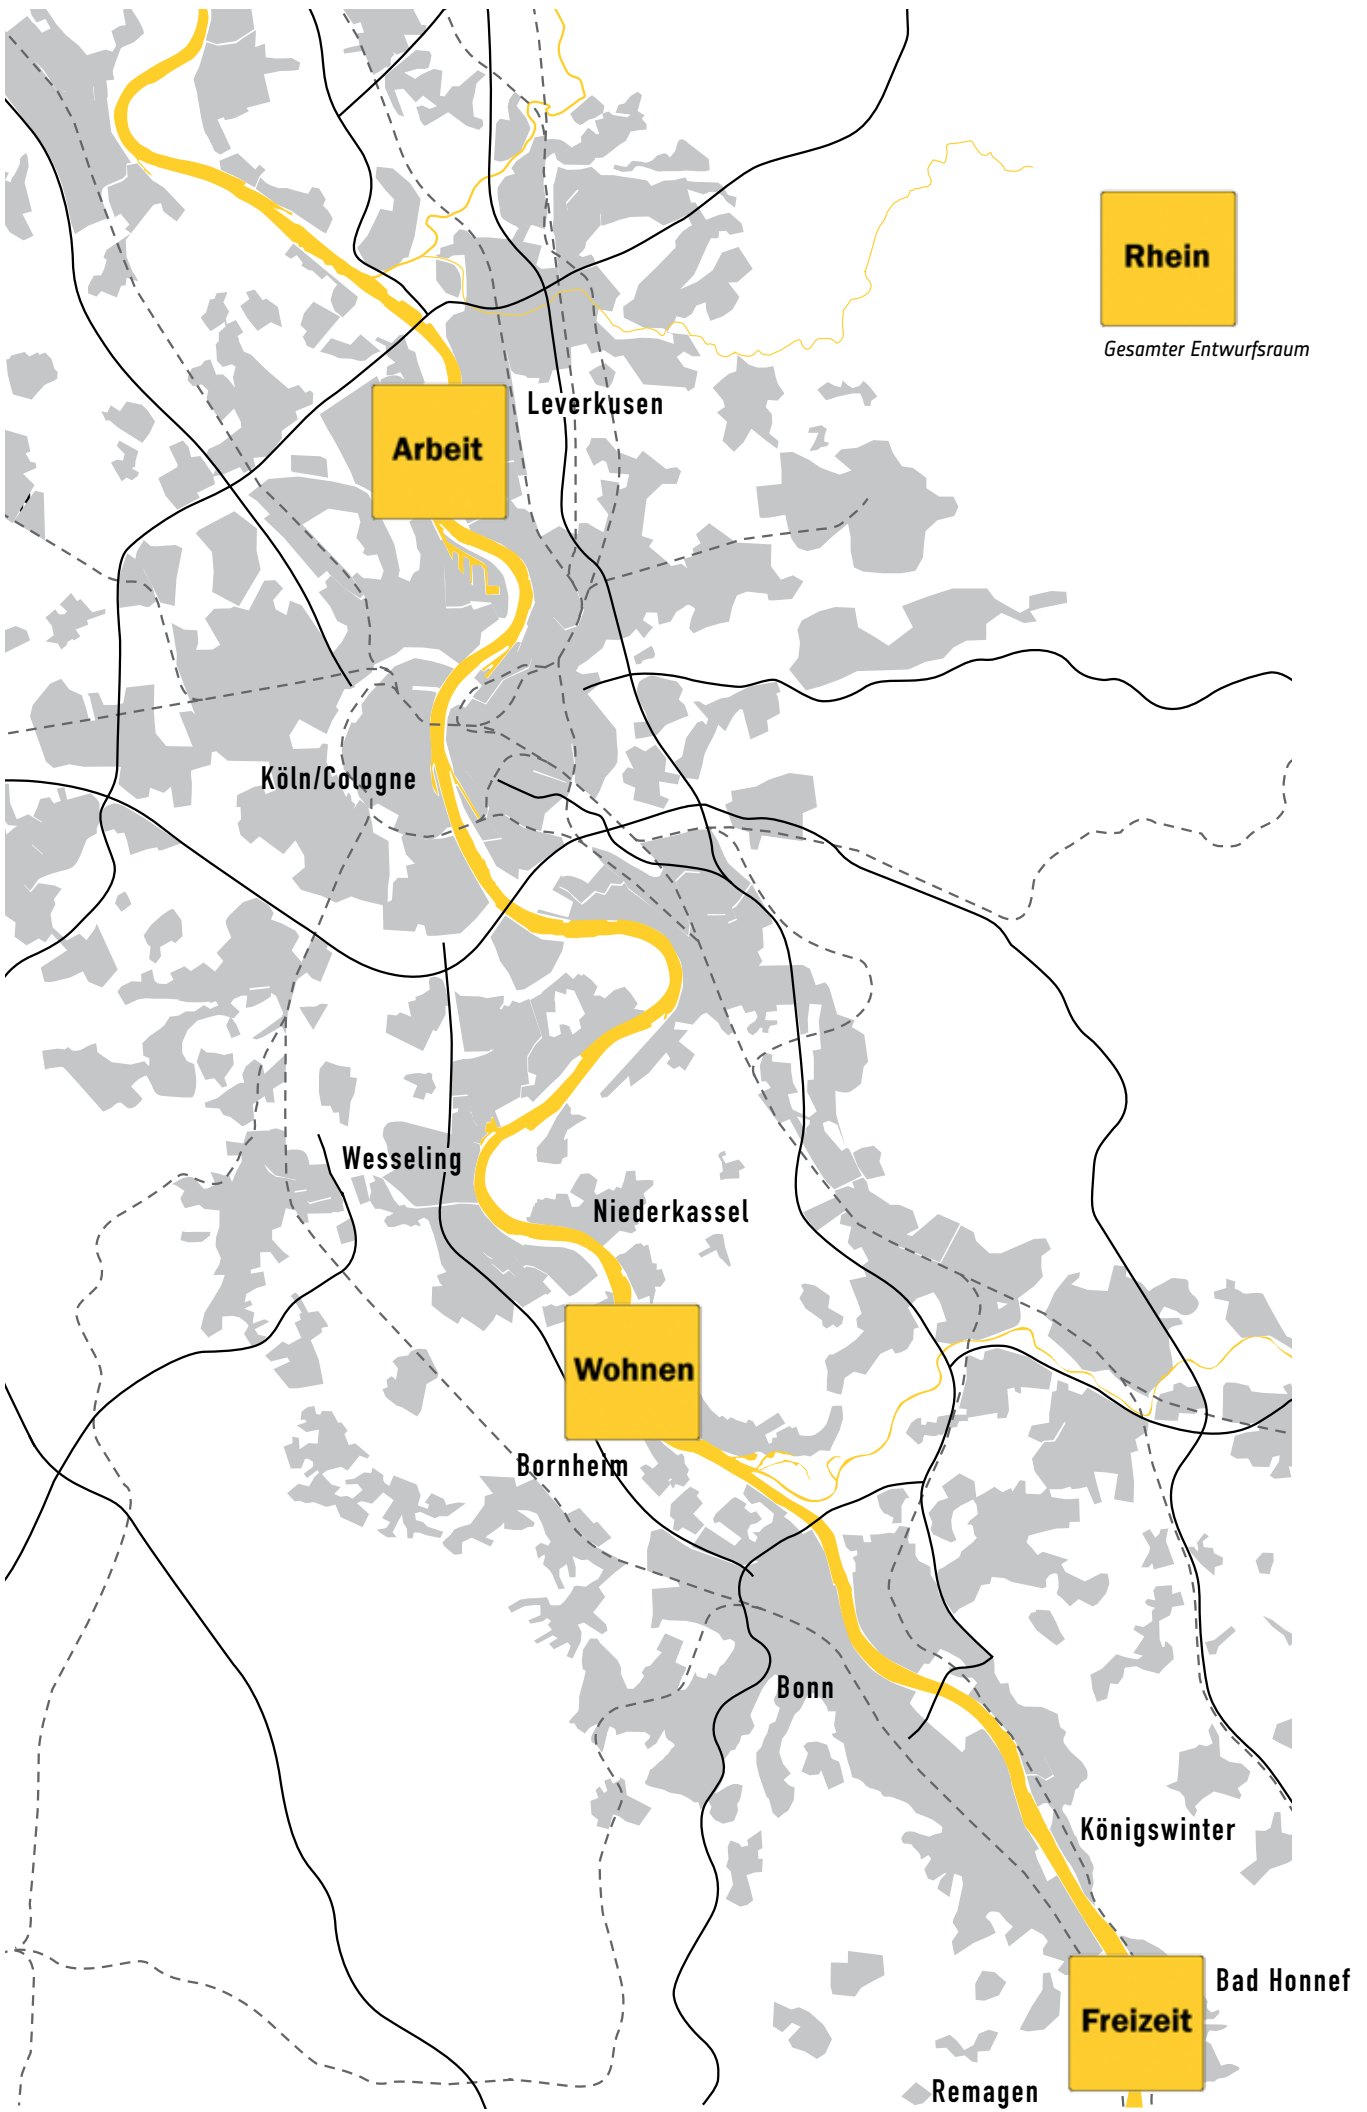 Rhein
Gesamter Entwurfsraum
Leverkusen
Arbeit
Köln/Cologne
Wesseling
Niederkassel
Wohnen
Bornheim
Bonn
Königswinter
Bad Honnef
Freizeit
Remagen